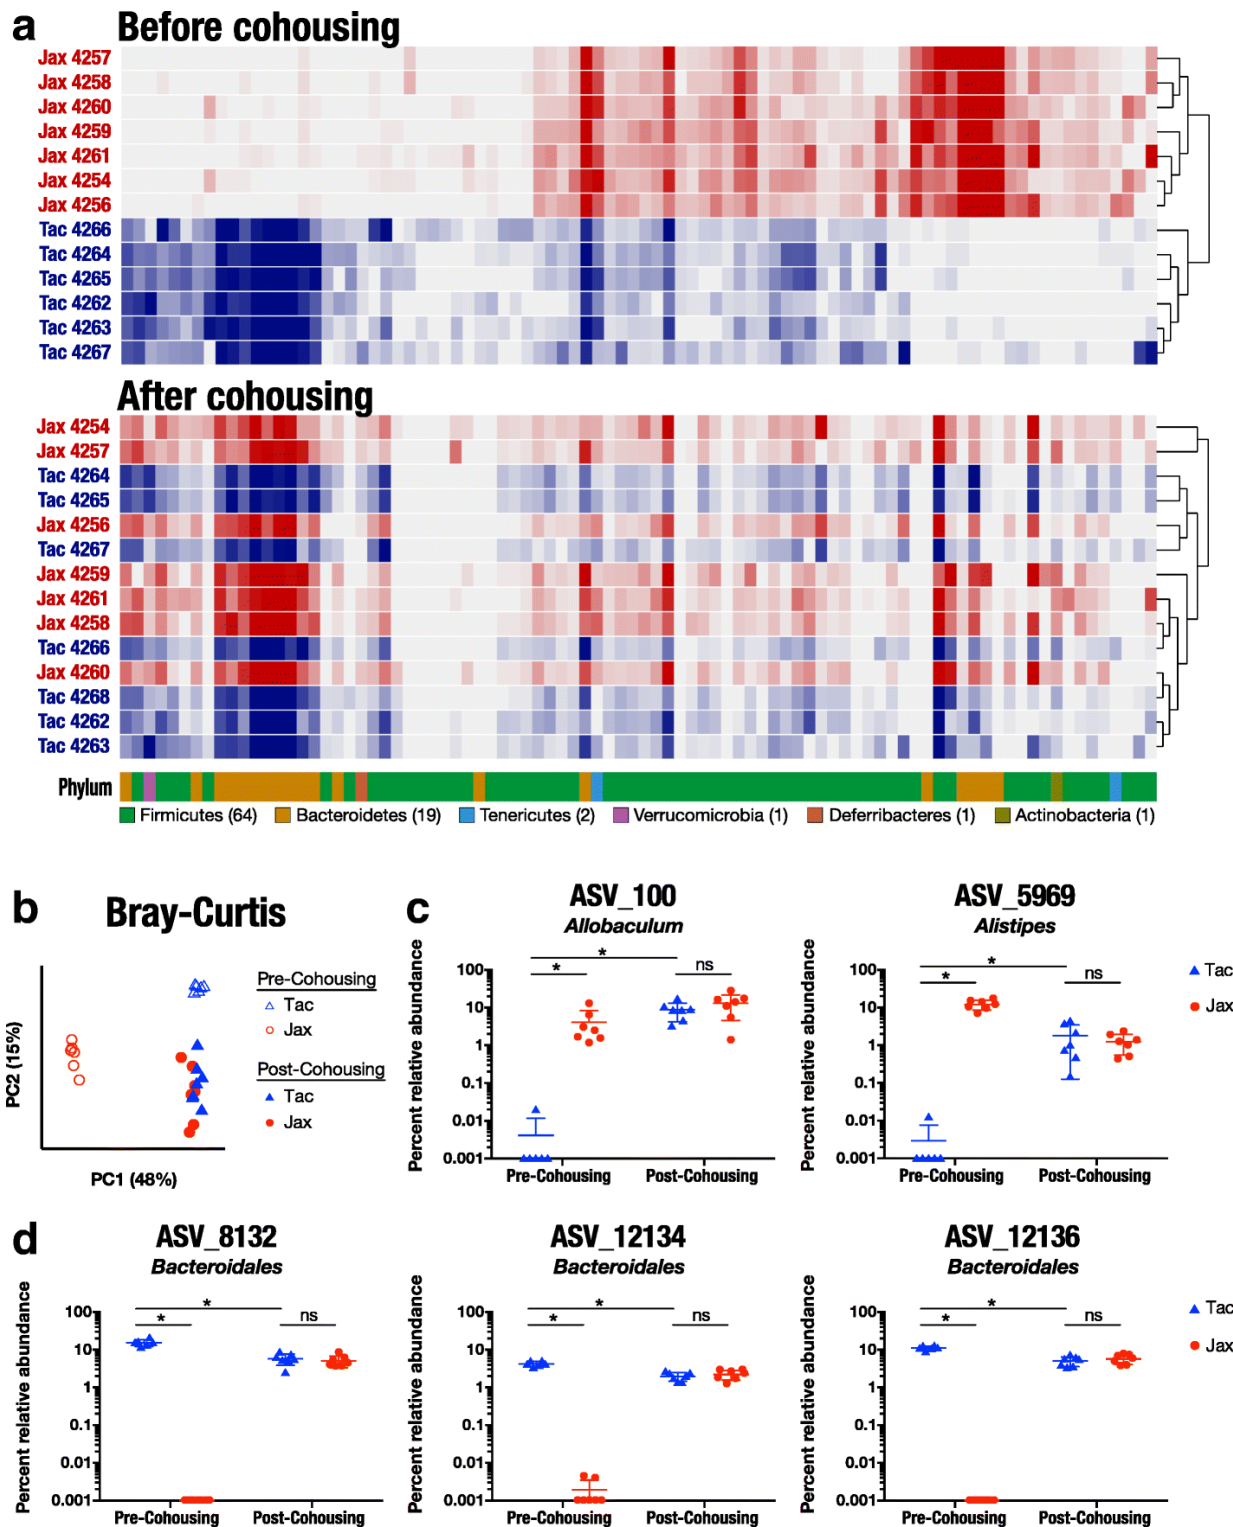 a
Before cohousing
Jax 4257
Jax 4258
Jax 4260
Jax 4259
Jax 4261
Jax 4254
Jax 4256
Tac 4266
Tac 4264
Tac 4265
Tac 4262
Tac 4263
Tac 4267
After cohousing
Jax 4254
Jax 4257
Tac 4264
Tac 4265
Jax 4256
Tac 4267
Jax 4259
Jax 4261
Jax 4258
Tac 4266
Jax 4260
Tac 4268
Tac 4262
Tac 4263
Phylum
Firmicutes (64) Bacteroidetes (19) Tenericutes (2) Verrucomicrobia (1) Deferribacteres (1) Actinobacteria (1)
b
Bray-Curtis
PC2 (15%)
PC1 (48%)
Pre-Cohousing
Tac
Jax
Post-Cohousing
Tac
Jax
c
ASV_100
Allobaculum
Percent relative abundance
100
10
1
0.1
0.01
0.001
* * ns
Pre-Cohousing Post-Cohousing
ASV_5969
Alistipes
Percent relative abundance
100
10
1
0.1
0.01
0.001
* * ns
Pre-Cohousing Post-Cohousing
Tac
Jax
d
ASV_8132
Bacteroidales
Percent relative abundance
100
10
1
0.1
0.01
0.001
* * ns
Pre-Cohousing Post-Cohousing
ASV_12134
Bacteroidales
Percent relative abundance
100
10
1
0.1
0.01
0.001
* * ns
Pre-Cohousing Post-Cohousing
ASV_12136
Bacteroidales
Percent relative abundance
100
10
1
0.1
0.01
0.001
* * ns
Pre-Cohousing Post-Cohousing
Tac
Jax